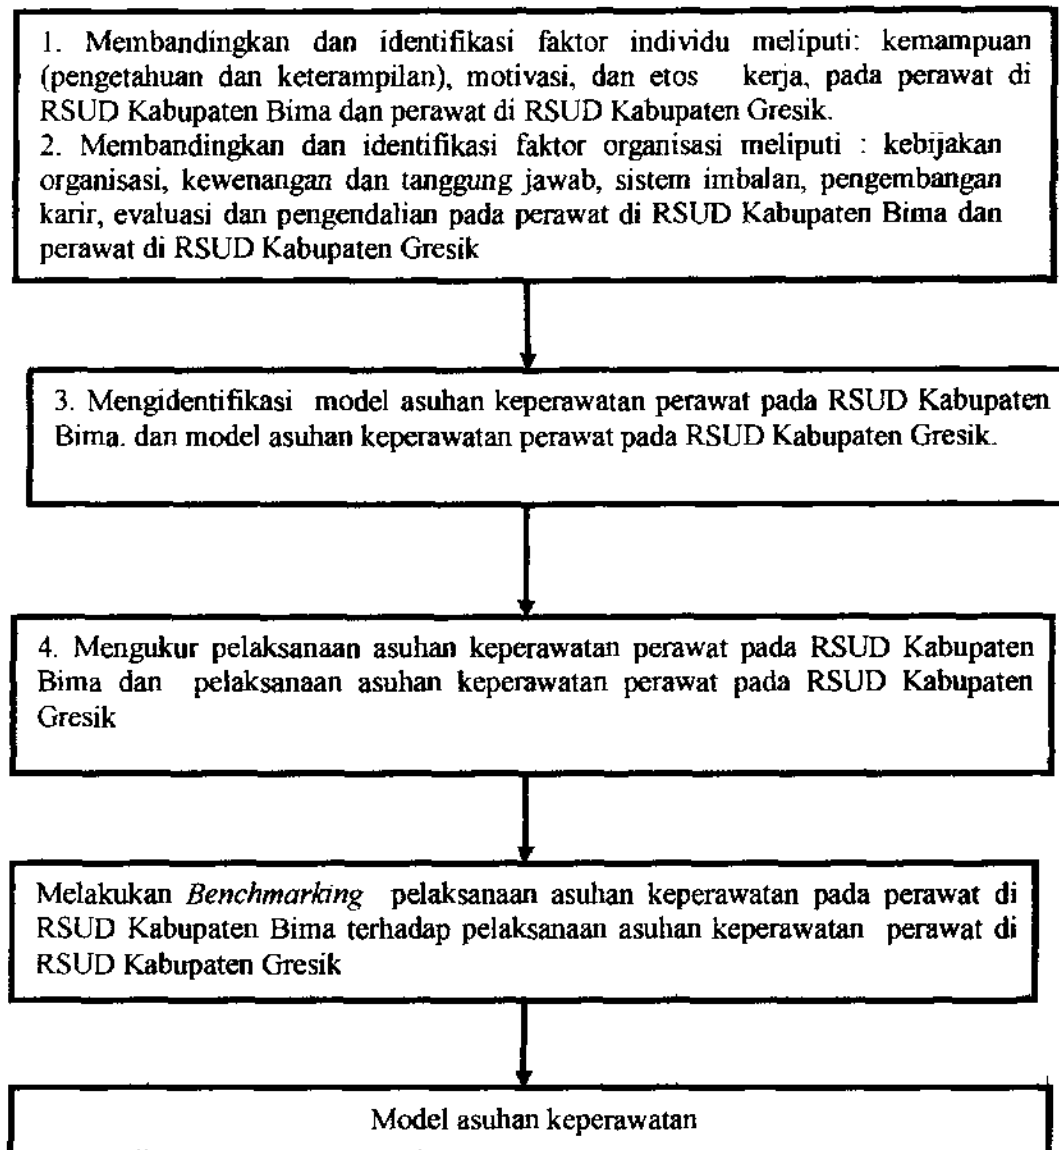 1. Membandingkan dan identifikasi faktor individu meliputi: kemampuan
(pengetahuan dan keterampilan), motivasi, dan etos kerja, pada perawat di
RSUD Kabupaten Bima dan perawat di RSUD Kabupaten Gresik.
2. Membandingkan dan identifikasi faktor organisasi meliputi : kebijakan
organisasi, kewenangan dan tanggung jawab, sistem imbalan, pengembangan
karir, evaluasi dan pengendalian pada perawat di RSUD Kabupaten Bima dan
perawat di RSUD Kabupaten Gresik
3. Mengidentifikasi model asuhan keperawatan perawat pada RSUD Kabupaten
Bima. dan model asuhan keperawatan perawat pada RSUD Kabupaten Gresik.
4. Mengukur pelaksanaan asuhan keperawatan perawat pada RSUD Kabupaten
Bima dan pelaksanaan asuhan keperawatan perawat pada RSUD Kabupaten
Gresik
Melakukan Benchmarking pelaksanaan asuhan keperawatan pada perawat di
RSUD Kabupaten Bima terhadap pelaksanaan asuhan keperawatan perawat di
RSUD Kabupaten Gresik
Model asuhan keperawatan